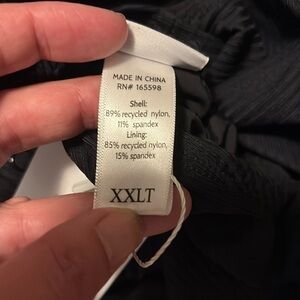 MADE IN CHINA
RN# 165598
Shell:
89% recycled nylon,
11% spandex
Lining:
85% recycled nylon,
15% spandex
XXLT